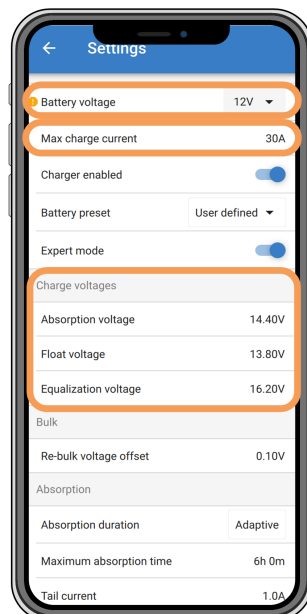 Settings
Battery voltage 12V
Max charge current 30A
Charger enabled
Battery preset User defined
Expert mode
Charge voltages
Absorption voltage 14.40V
Float voltage 13.80V
Equalization voltage 16.20V
Bulk
Re-bulk voltage offset 0.10V
Absorption
Absorption duration Adaptive
Maximum absorption time 6h 0m
Tail current 1.0A